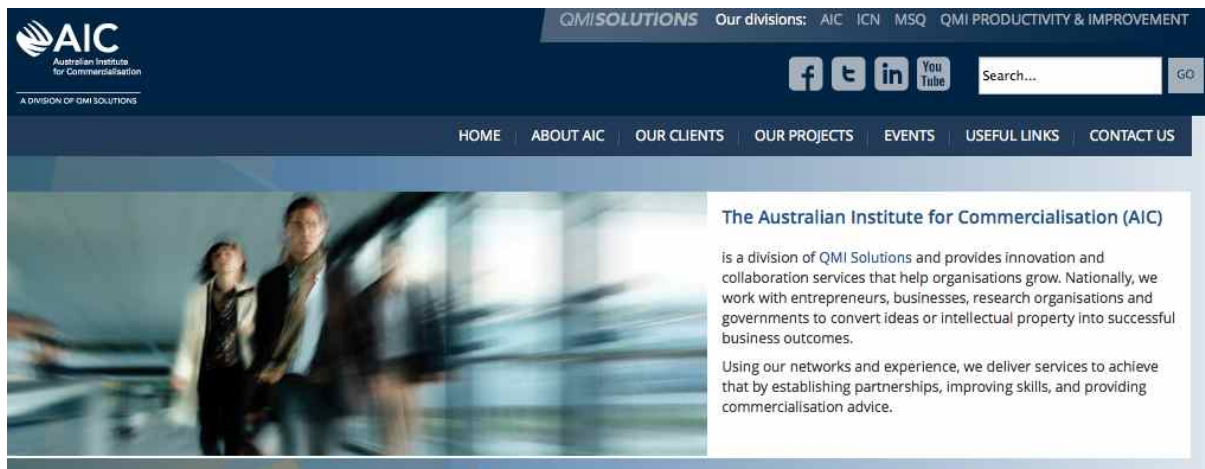 QMISOLUTIONS Our divisions: AIC ICN MSQ QMI PRODUCTIVITY & IMPROVEMENT
AIC
Australian Institute
for Commercialisation
A DIVISION OF QMI SOLUTIONS
f t in You
Tube
Search...
GO
HOME ABOUT AIC OUR CLIENTS OUR PROJECTS EVENTS USEFUL LINKS CONTACT US
The Australian Institute for Commercialisation (AIC)
is a division of QMI Solutions and provides innovation and
collaboration services that help organisations grow. Nationally, we
work with entrepreneurs, businesses, research organisations and
governments to convert ideas or intellectual property into successful
business outcomes.
Using our networks and experience, we deliver services to achieve
that by establishing partnerships, improving skills, and providing
commercialisation advice.